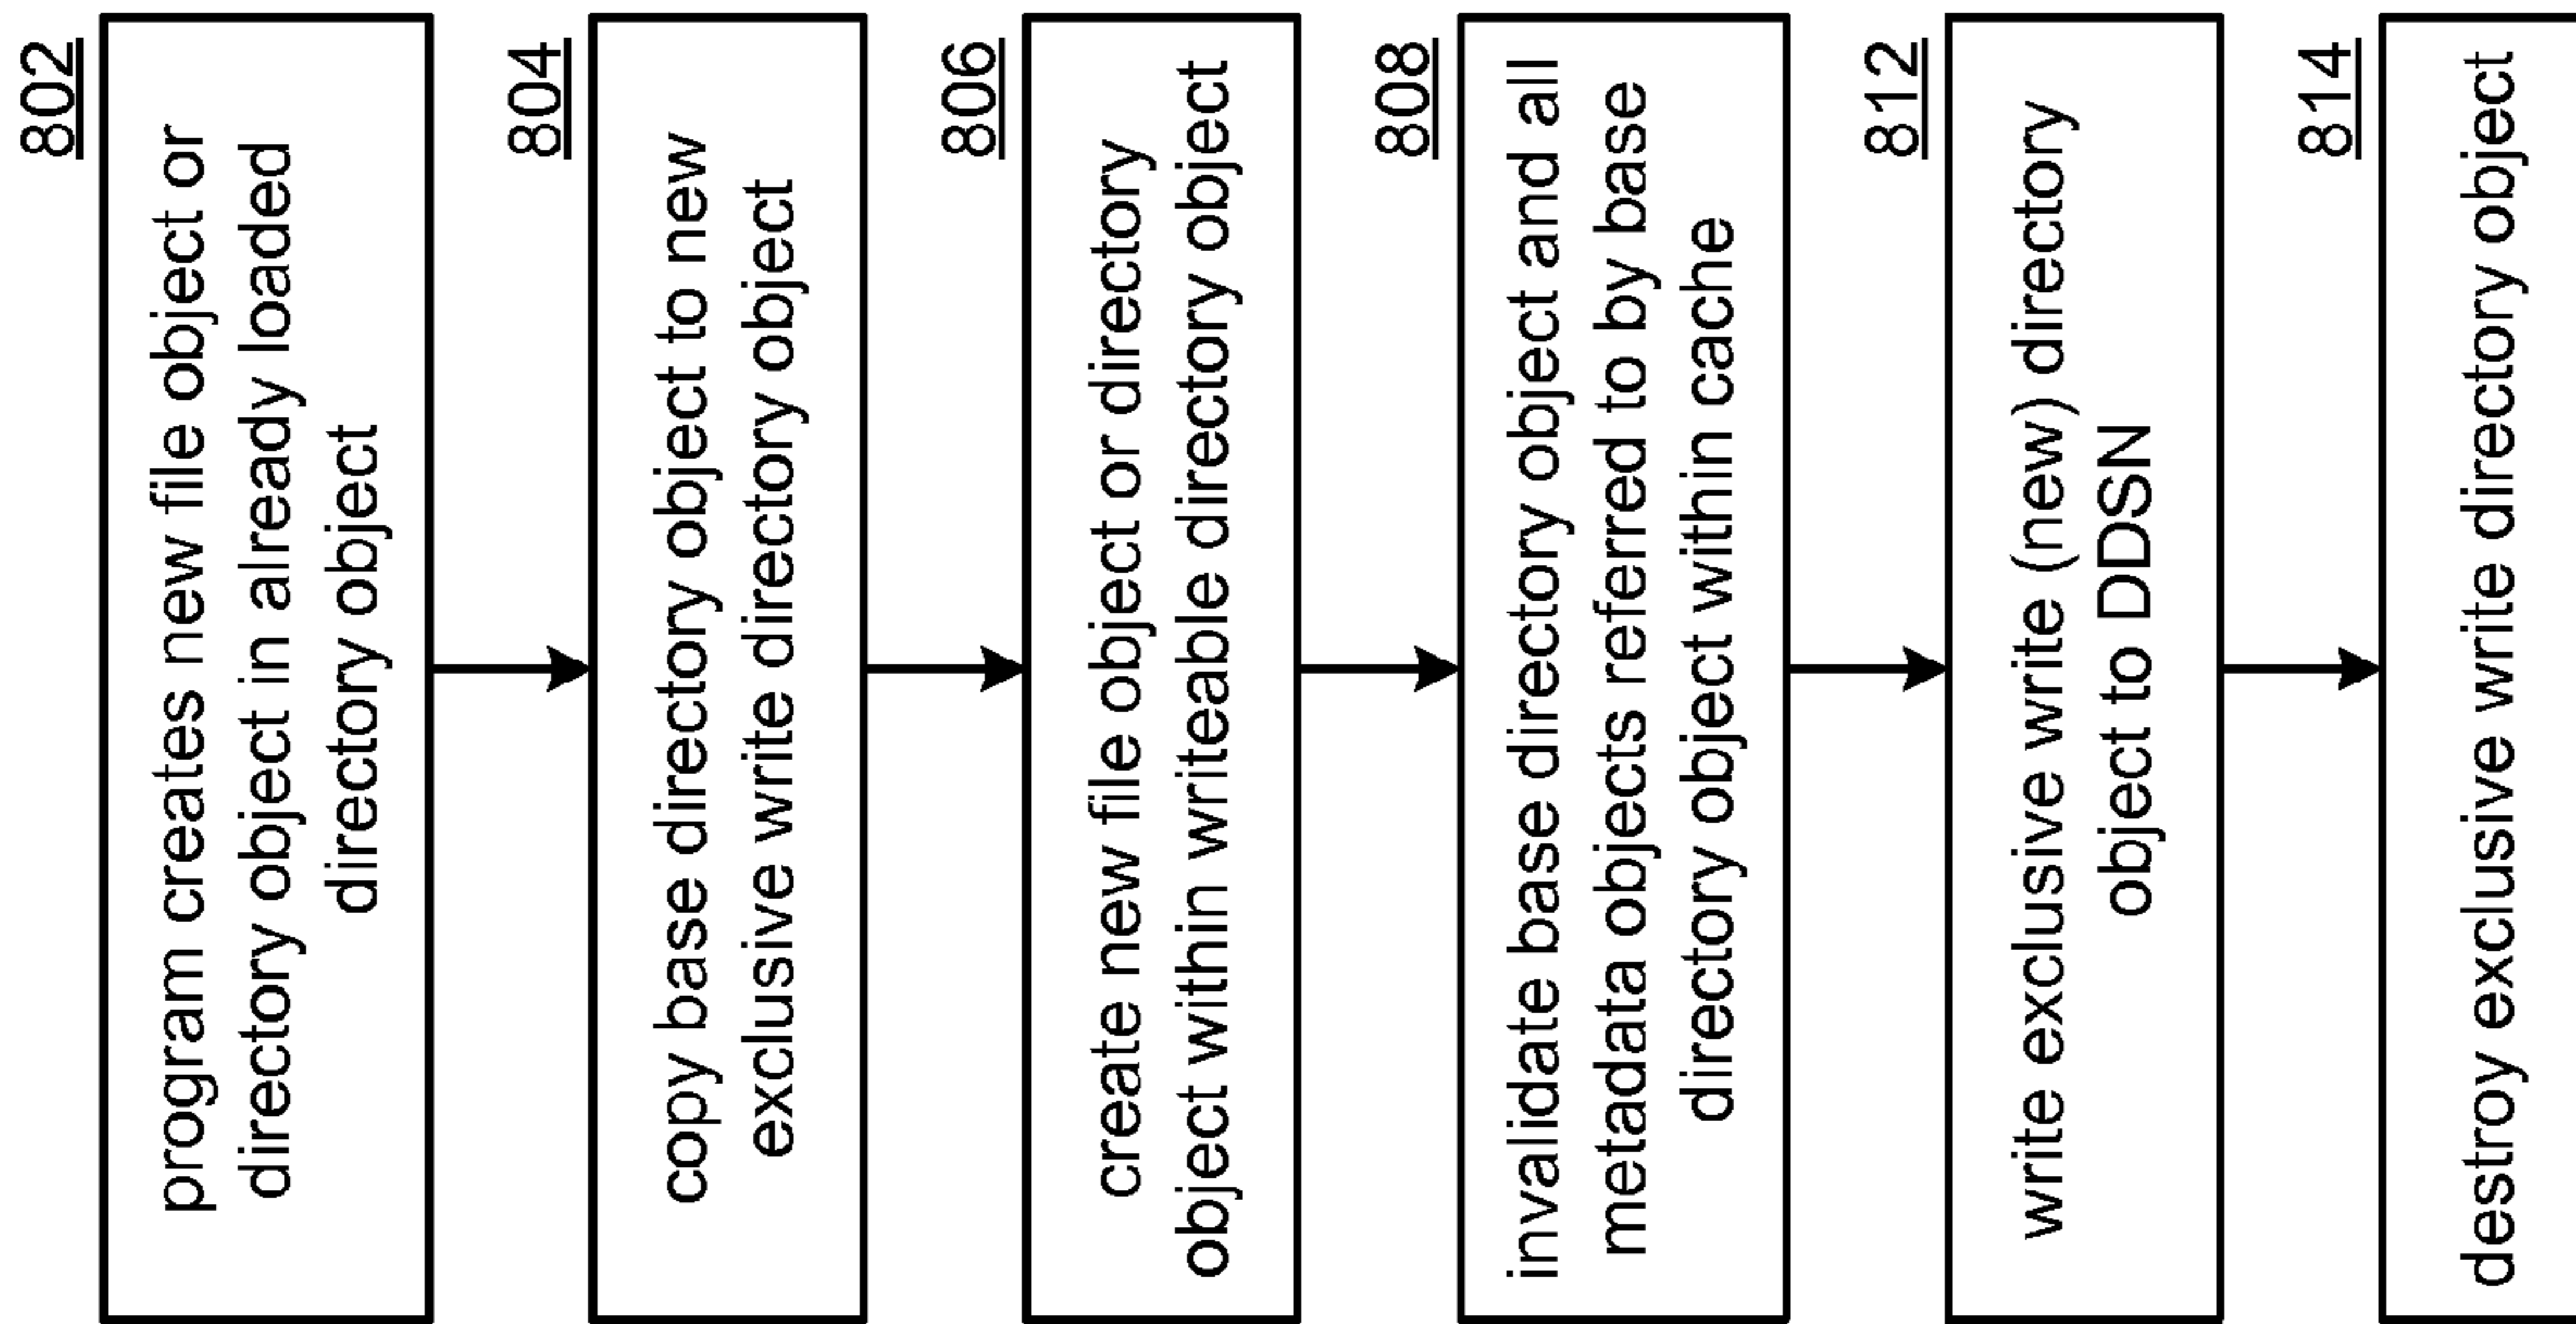 802
program creates new file object or
directory object in already loaded
directory object
804
copy base directory object to new
exclusive write directory object
806
create new file object or directory
object within writeable directory object
808
invalidate base directory object and all
metadata objects referred to by base
directory object within cache
812
write exclusive write (new) directory
object to DDSN
814
destroy exclusive write directory object